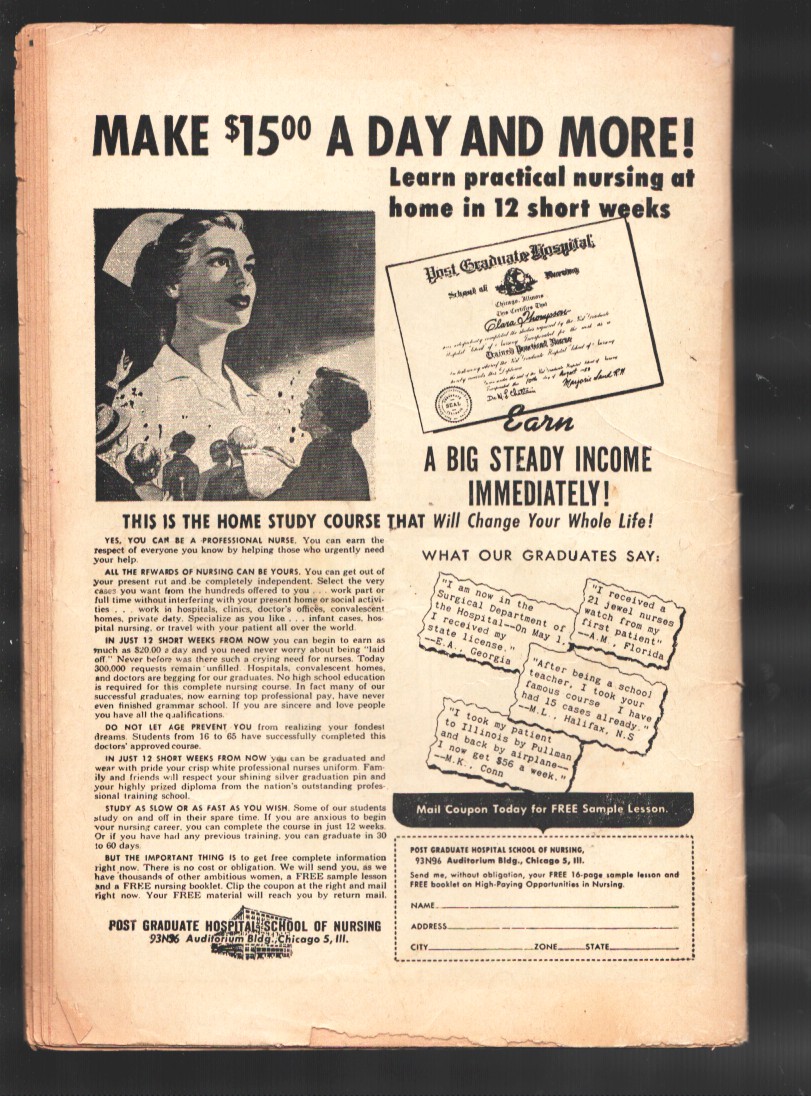 MAKE $15⁰⁰ A DAY AND MORE!
Learn practical nursing at
home in 12 short weeks
Post Graduate Hospital
School of Nursing
Chicago, Illinois
This Certifies That
Clara Thompson
Trained Practical Nurse
SEAL
Earn
A BIG STEADY INCOME
IMMEDIATELY!
THIS IS THE HOME STUDY COURSE THAT Will Change Your Whole Life!
YES, YOU CAN BE A PROFESSIONAL NURSE. You can earn the
respect of everyone you know by helping those who urgently need
your help.
ALL THE REWARDS OF NURSING CAN BE YOURS. You can get out of
your present rut and be completely independent. Select the very
cases you want from the hundreds offered to you . . . work part or
full time without interfering with your present home or social activi-
ties . . . work in hospitals, clinics, doctor's offices, convalescent
homes, private duty. Specialize as you like . . . infant cases, hos-
pital nursing, or travel with your patient all over the world.
IN JUST 12 SHORT WEEKS FROM NOW you can begin to earn as
much as $20.00 a day and you need never worry about being "laid
off." Never before was there such a crying need for nurses. Today
300,000 requests remain unfilled. Hospitals, convalescent homes,
and doctors are begging for our graduates. No high school education
is required for this complete nursing course. In fact many of our
successful graduates, now earning top professional pay, have never
even finished grammar school. If you are sincere and love people
you have all the qualifications.
DO NOT LET AGE PREVENT YOU from realizing your fondest
dreams. Students from 16 to 65 have successfully completed this
doctors' approved course.
IN JUST 12 SHORT WEEKS FROM NOW you can be graduated and
wear with pride your crisp white professional nurses uniform. Fam-
ily and friends will respect your shining silver graduation pin and
your highly prized diploma from the nation's outstanding profes-
sional training school.
STUDY AS SLOW OR AS FAST AS YOU WISH. Some of our students
study on and off in their spare time. If you are anxious to begin
your nursing career, you can complete the course in just 12 weeks.
Or if you have had any previous training, you can graduate in 30
to 60 days.
BUT THE IMPORTANT THING IS to get free complete information
right now. There is no cost or obligation. We will send you, as we
have thousands of other ambitious women, a FREE sample lesson
and a FREE nursing booklet. Clip the coupon at the right and mail
right now. Your FREE material will reach you by return mail.
POST GRADUATE HOSPITAL SCHOOL OF NURSING
93N96 Auditorium Bldg., Chicago 5, Ill.
WHAT OUR GRADUATES SAY:
"I am now in the
Surgical Department of
the Hospital--On May 1,
I received my
state license."
--E.A., Georgia
"I received a
21 jewel nurses
watch from my
first patient"
--A.M., Florida
"After being a school
teacher, I took your
famous course I have
had 15 cases already."
--M.L., Halifax, N.S
"I took my patient
to Illinois by Pullman
and back by airplane--
I now get $56 a week."
--M.K., Conn
Mail Coupon Today for FREE Sample Lesson.
POST GRADUATE HOSPITAL SCHOOL OF NURSING,
93N96 Auditorium Bldg., Chicago 5, Ill.
Send me, without obligation, your FREE 16-page sample lesson and
FREE booklet on High-Paying Opportunities in Nursing.
NAME
ADDRESS
CITY ZONE STATE